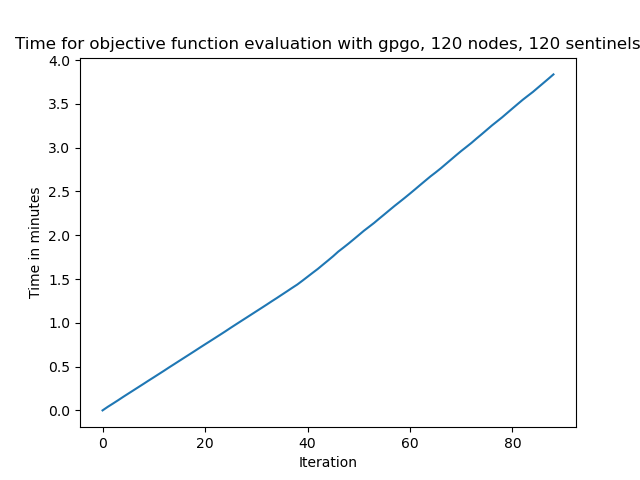 Time for objective function evaluation with gpgo, 120 nodes, 120 sentinels
4.0
3.5
3.0
2.5
2.0
1.5
1.0
0.5
0.0
Time in minutes
0 20 40 60 80
Iteration